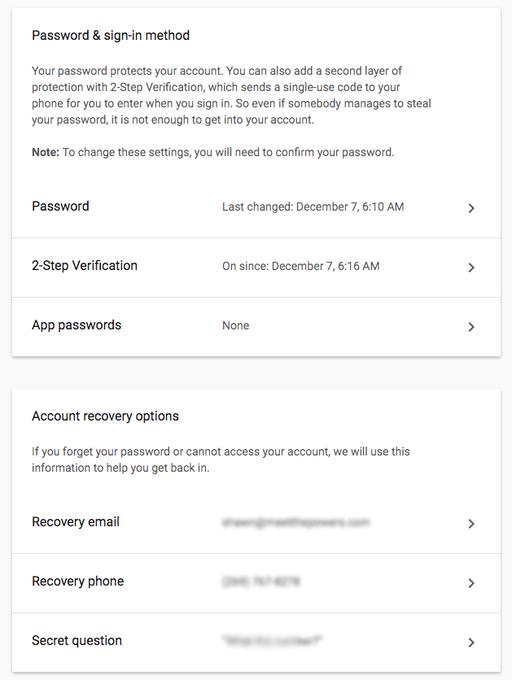 Password & sign-in method
Your password protects your account. You can also add a second layer of
protection with 2-Step Verification, which sends a single-use code to your
phone for you to enter when you sign in. So even if somebody manages to steal
your password, it is not enough to get into your account.
Note: To change these settings, you will need to confirm your password.
Password Last changed: December 7, 6:10 AM
2-Step Verification On since: December 7, 6:16 AM
App passwords None
Account recovery options
If you forget your password or cannot access your account, we will use this
information to help you get back in.
Recovery email
Recovery phone
Secret question